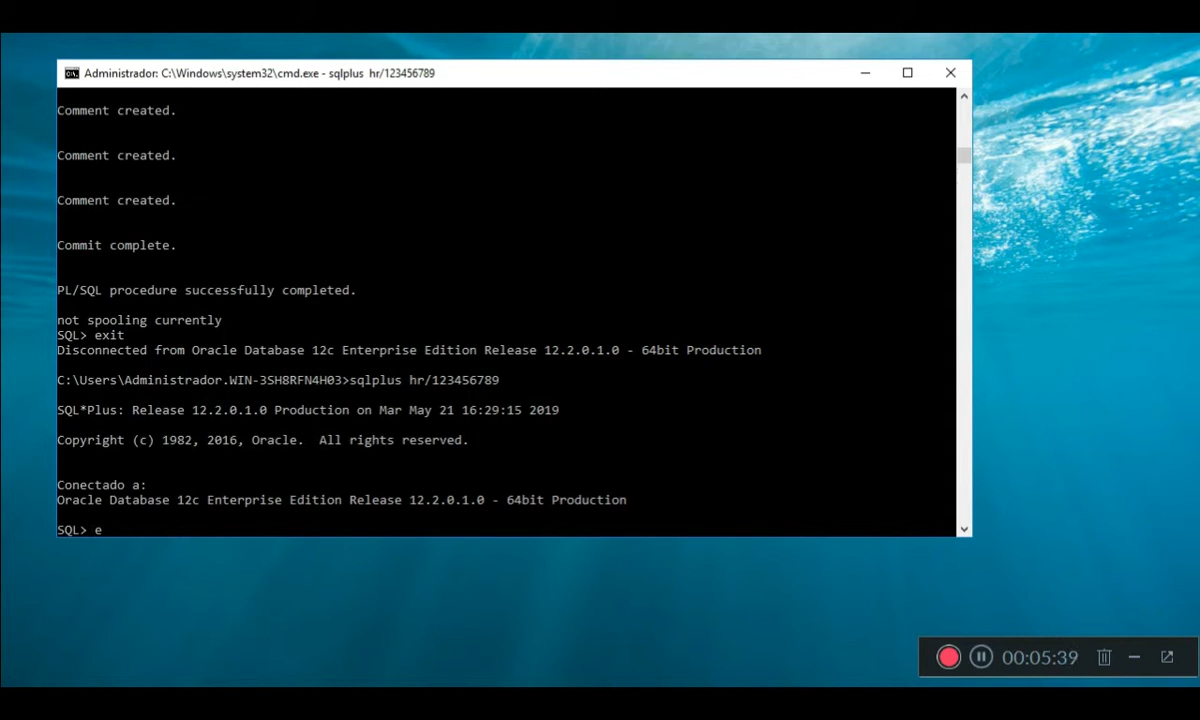 Administrador: C:\Windows\system32\cmd.exe - sqlplus hr/123456789
Comment created.
Comment created.
Comment created.
Commit complete.
PL/SQL procedure successfully completed.
not spooling currently
SQL> exit
Disconnected from Oracle Database 12c Enterprise Edition Release 12.2.0.1.0 - 64bit Production
C:\Users\Administrador.WIN-3SH8RFN4H03>sqlplus hr/123456789
SQL*Plus: Release 12.2.0.1.0 Production on Mar May 21 16:29:15 2019
Copyright (c) 1982, 2016, Oracle.  All rights reserved.
Conectado a:
Oracle Database 12c Enterprise Edition Release 12.2.0.1.0 - 64bit Production
SQL> e
00:05:39